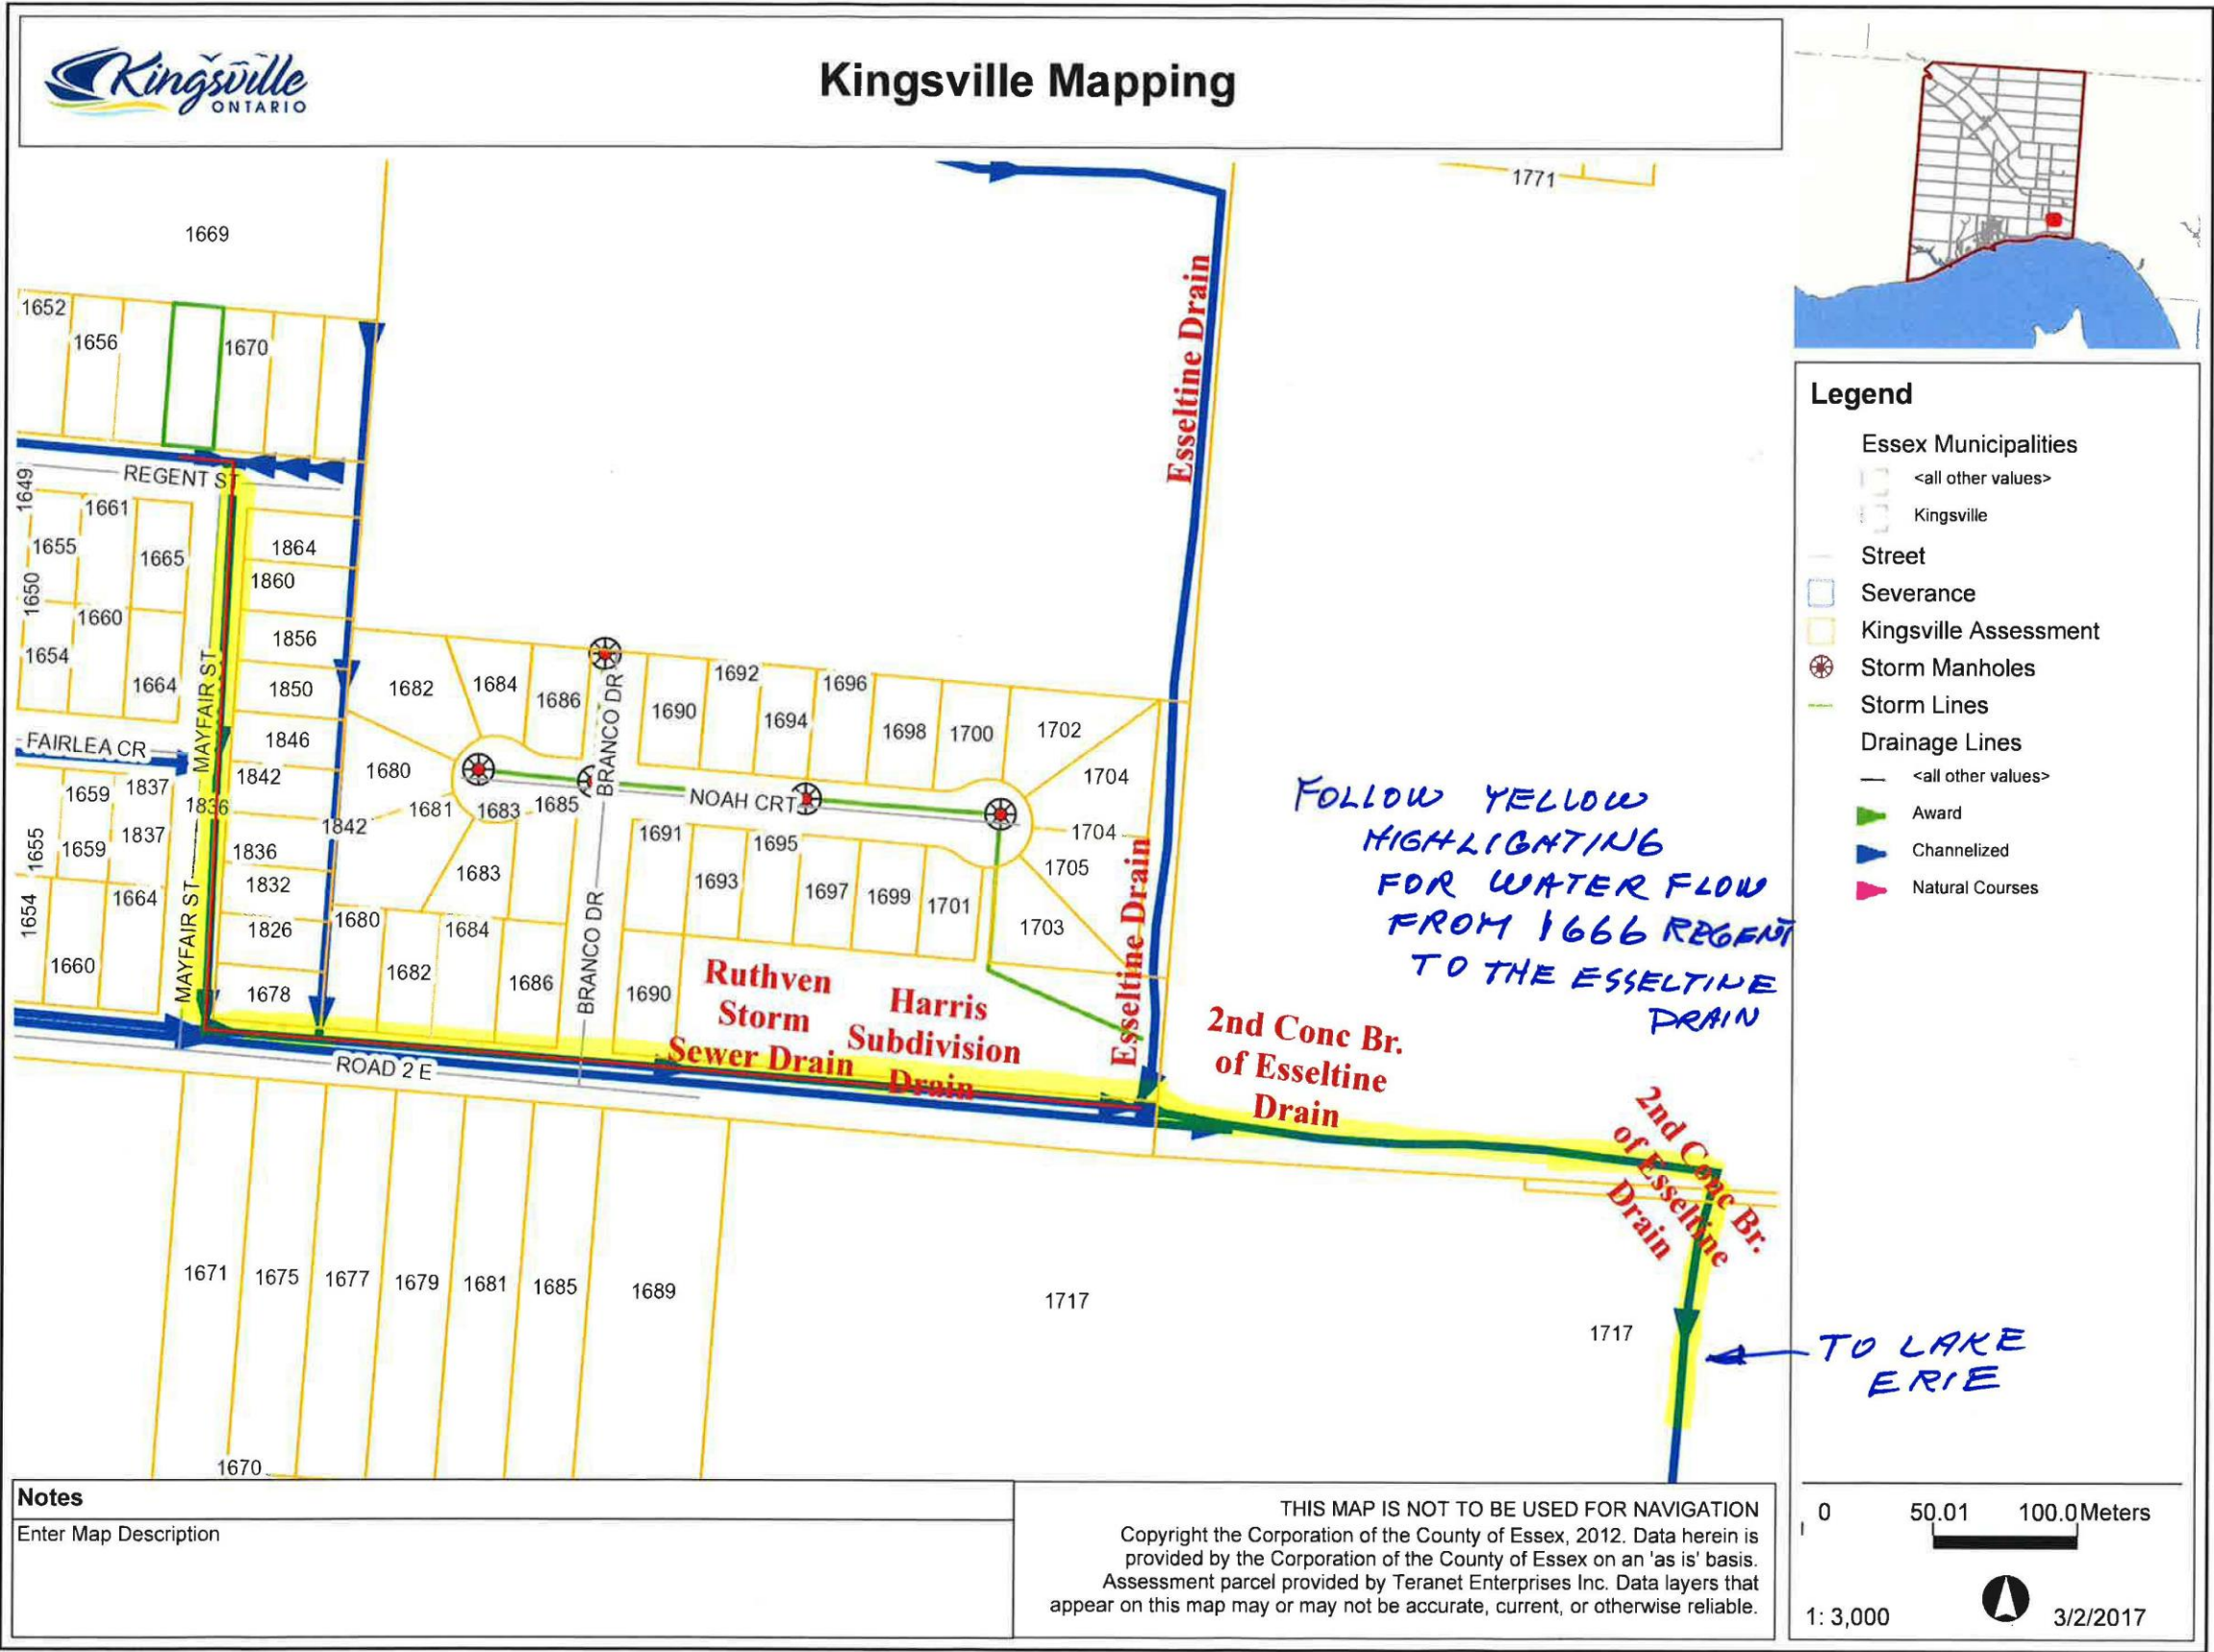 Kingsville
ONTARIO
Kingsville Mapping
1771
1669
1652
1656
1670
Esseltine Drain
REGENT ST
1649
1661
1655
1665
1864
1650
1860
1660
1856
1654
1664
MAYFAIR ST
1850
1682
1684
1686
BRANCO DR
1690
1692
1694
1696
1698
1700
1702
1846
FAIRLEA CR
1842
1680
1704
1659
1837
1836
1842
1681
1683
1685
NOAH CRT
1704
1655
1659
1837
1836
1691
1695
1705
1832
1683
1693
1697
1699
1701
1654
1664
MAYFAIR ST
1826
1680
1684
BRANCO DR
1703
Esseltine Drain
1660
1678
1682
1686
1690
Ruthven
Storm
Sewer Drain
Harris
Subdivision
Drain
ROAD 2 E
2nd Conc Br.
of Esseltine
Drain
2nd Conc Br.
of Esseltine
Drain
FOLLOW YELLOW
HIGHLIGHTING
FOR WATER FLOW
FROM 1666 REGENT
TO THE ESSELTINE
DRAIN
1671
1675
1677
1679
1681
1685
1689
1717
1717
TO LAKE
ERIE
1670
Legend
Essex Municipalities
<all other values>
Kingsville
Street
Severance
Kingsville Assessment
Storm Manholes
Storm Lines
Drainage Lines
<all other values>
Award
Channelized
Natural Courses
Notes
Enter Map Description
THIS MAP IS NOT TO BE USED FOR NAVIGATION
Copyright the Corporation of the County of Essex, 2012. Data herein is
provided by the Corporation of the County of Essex on an 'as is' basis.
Assessment parcel provided by Teranet Enterprises Inc. Data layers that
appear on this map may or may not be accurate, current, or otherwise reliable.
0 50.01 100.0Meters
1: 3,000
3/2/2017